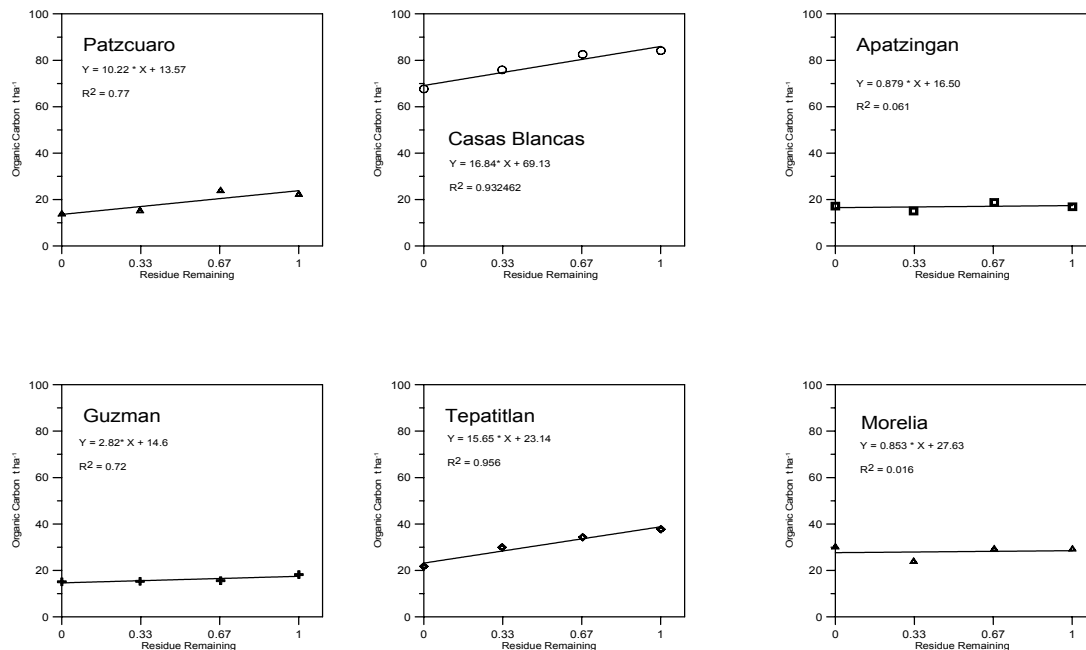 Patzcuaro
Y = 10.22 * X + 13.57
R2 = 0.77
Organic Carbon t ha-1
100
80
60
40
20
0
0 0.33 0.67 1
Residue Remaining
Casas Blancas
Y = 16.84* X + 69.13
R2 = 0.932462
Organic Carbon t ha-1
100
80
60
40
20
0
0 0.33 0.67 1
Residue Remaining
Apatzingan
Y = 0.879 * X + 16.50
R2 = 0.061
Organic Carbon t ha-1
100
80
60
40
20
0
0 0.33 0.67 1
Residue Remaining
Guzman
Y = 2.82* X + 14.6
R2 = 0.72
Organic Carbon t ha-1
100
80
60
40
20
0
0 0.33 0.67 1
Residue Remaining
Tepatitlan
Y = 15.65 * X + 23.14
R2 = 0.956
Organic Carbon t ha-1
100
80
60
40
20
0
0 0.33 0.67 1
Residue Remaining
Morelia
Y = 0.853 * X + 27.63
R2 = 0.016
Organic Carbon t ha-1
100
80
60
40
20
0
0 0.33 0.67 1
Residue Remaining